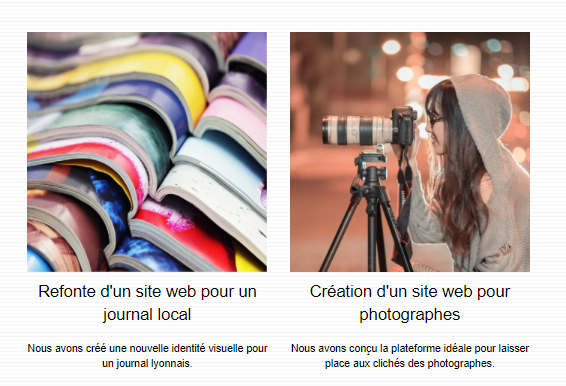 Refonte d'un site web pour un
journal local
Nous avons créé une nouvelle identité visuelle pour
un journal lyonnais.
Création d'un site web pour
photographes
Nous avons conçu la plateforme idéale pour laisser
place aux clichés des photographes.